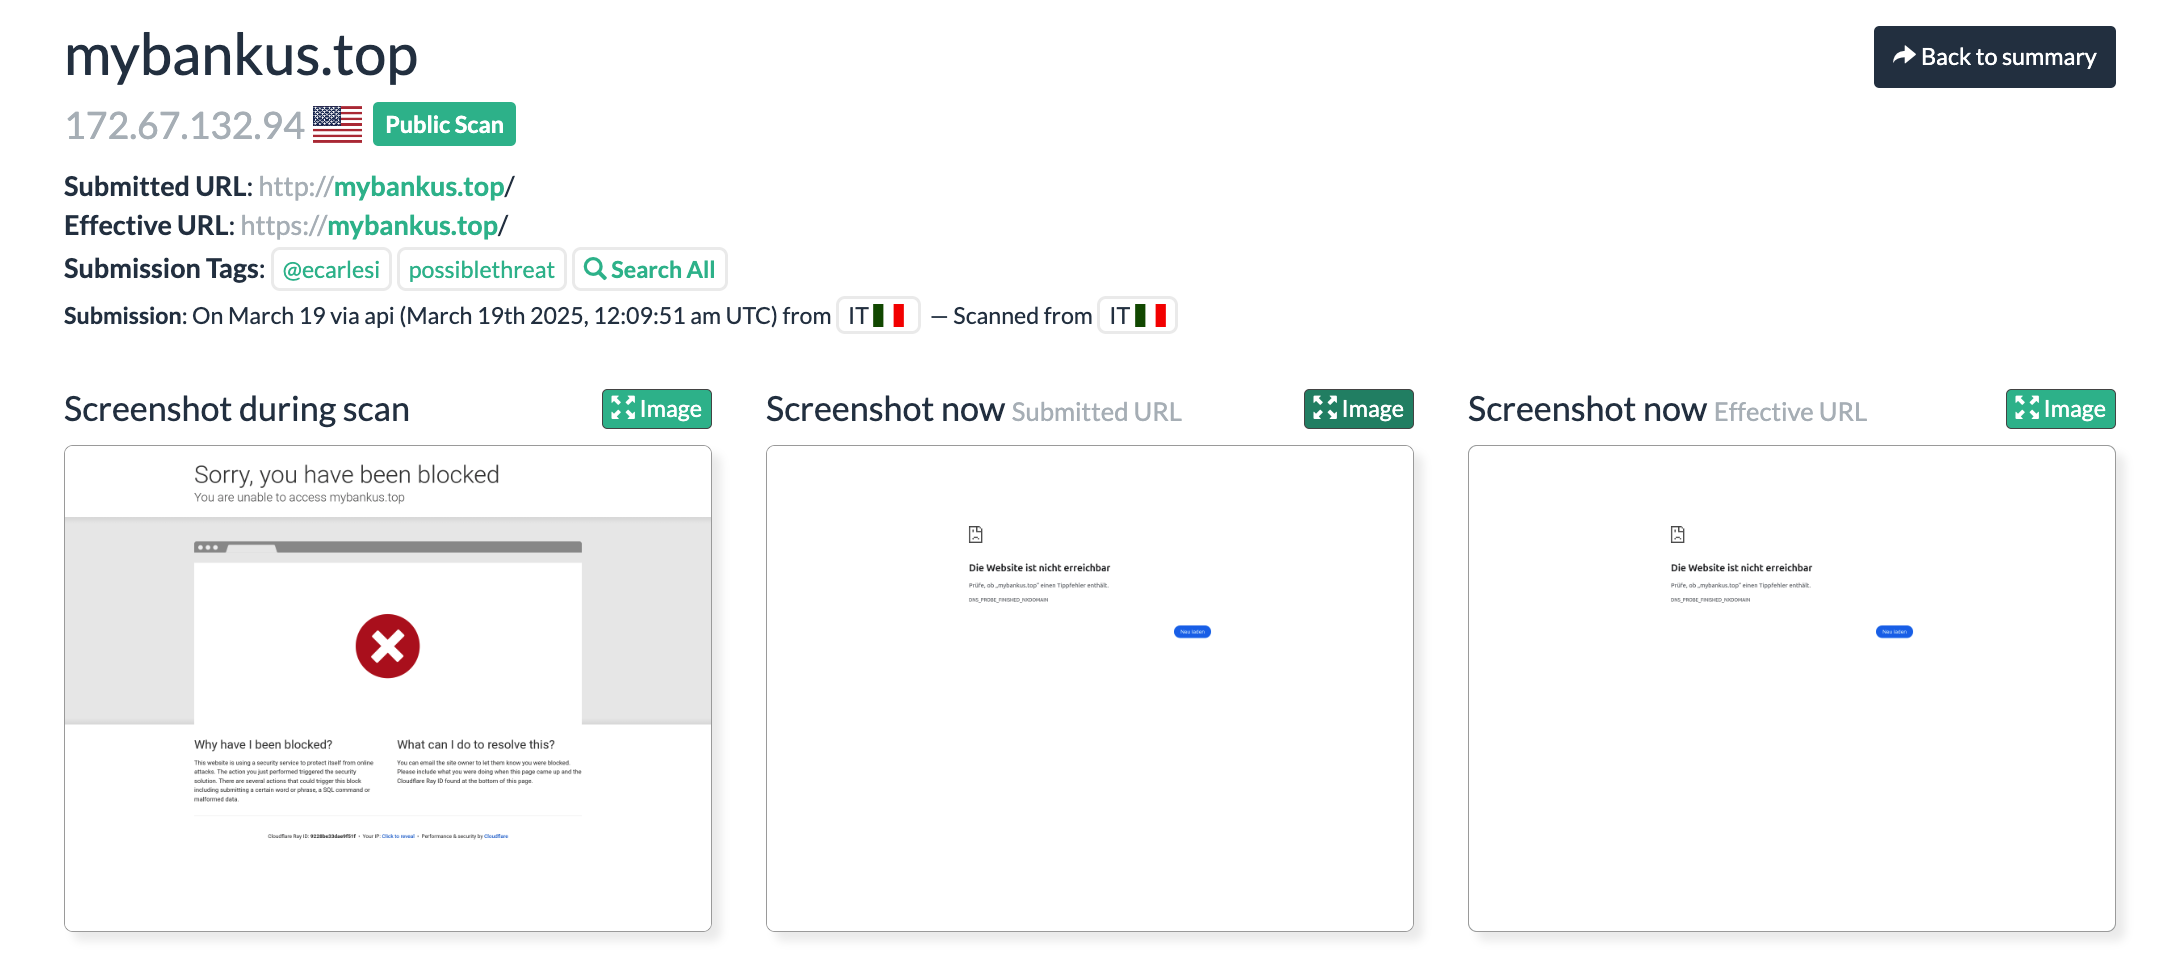 mybankus.top
Back to summary
172.67.132.94 Public Scan
Submitted URL: http://mybankus.top/
Effective URL: https://mybankus.top/
Submission Tags: @ecarlesi possiblethreat Search All
Submission: On March 19 via api (March 19th 2025, 12:09:51 am UTC) from IT — Scanned from IT
Screenshot during scan Image
Sorry, you have been blocked
You are unable to access mybankus.top
Why have I been blocked?
This website is using a security service to protect itself from online
attacks. The action you just performed triggered the security
solution. There are several actions that could trigger this block
including submitting a certain word or phrase, a SQL command or
malformed data.
What can I do to resolve this?
You can email the site owner to let them know you were blocked.
Please include what you were doing when this page came up and the
Cloudflare Ray ID found at the bottom of this page.
Cloudflare Ray ID: • Your IP: Click to reveal • Performance & security by Cloudflare
Screenshot now Submitted URL Image
Die Website ist nicht erreichbar
Prüfe, ob „mybankus.top“ einen Tippfehler enthält.
DNS_PROBE_FINISHED_NXDOMAIN
Neu laden
Screenshot now Effective URL Image
Die Website ist nicht erreichbar
Prüfe, ob „mybankus.top“ einen Tippfehler enthält.
DNS_PROBE_FINISHED_NXDOMAIN
Neu laden